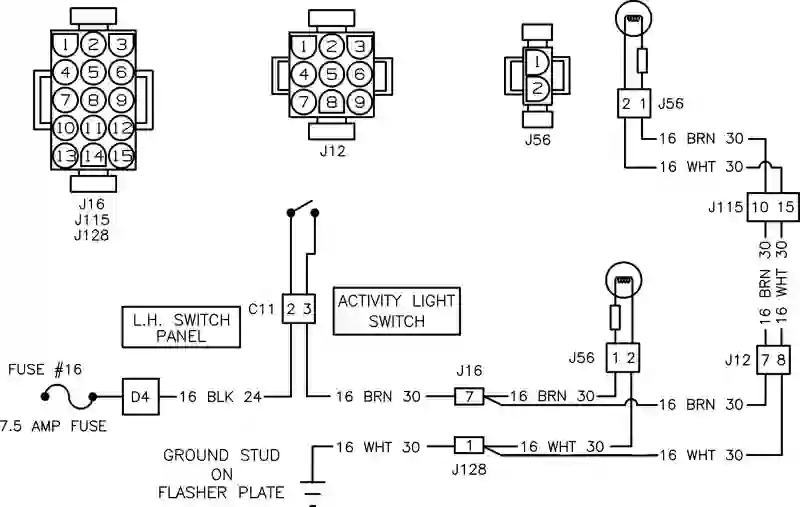 1 2 3
4 5 6
7 8 9
10 11 12
13 14 15
J16
J115
J128
1 2 3
4 5 6
7 8 9
J12
1
2
J56
2 1 J56
16 BRN 30
16 WHT 30
J115 10 15
16 BRN 30
16 WHT 30
C11 2 3
ACTIVITY LIGHT
SWITCH
L.H. SWITCH
PANEL
J56 1 2
J12 7 8
FUSE #16
7.5 AMP FUSE
D4
16 BLK 24
16 BRN 30
J16
7
16 BRN 30
16 BRN 30
GROUND STUD
ON
FLASHER PLATE
16 WHT 30
1
J128
16 WHT 30
16 WHT 30